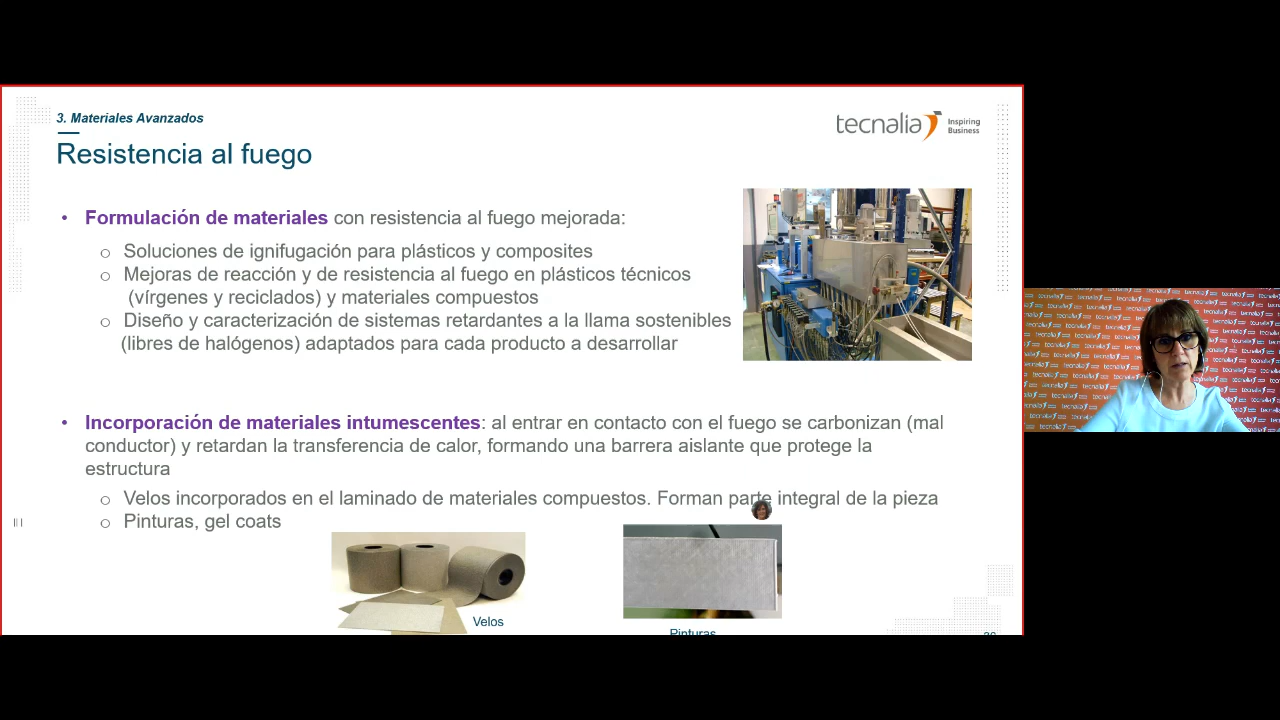 3. Materiales Avanzados
tecnalia Inspiring
Business
Resistencia al fuego
• Formulación de materiales con resistencia al fuego mejorada:
o Soluciones de ignifugación para plásticos y composites
o Mejoras de reacción y de resistencia al fuego en plásticos técnicos
(vírgenes y reciclados) y materiales compuestos
o Diseño y caracterización de sistemas retardantes a la llama sostenibles
(libres de halógenos) adaptados para cada producto a desarrollar
• Incorporación de materiales intumescentes: al entrar en contacto con el fuego se carbonizan (mal
conductor) y retardan la transferencia de calor, formando una barrera aislante que protege la
estructura
o Velos incorporados en el laminado de materiales compuestos. Forman parte integral de la pieza
o Pinturas, gel coats
Velos
Pinturas
tecnalia